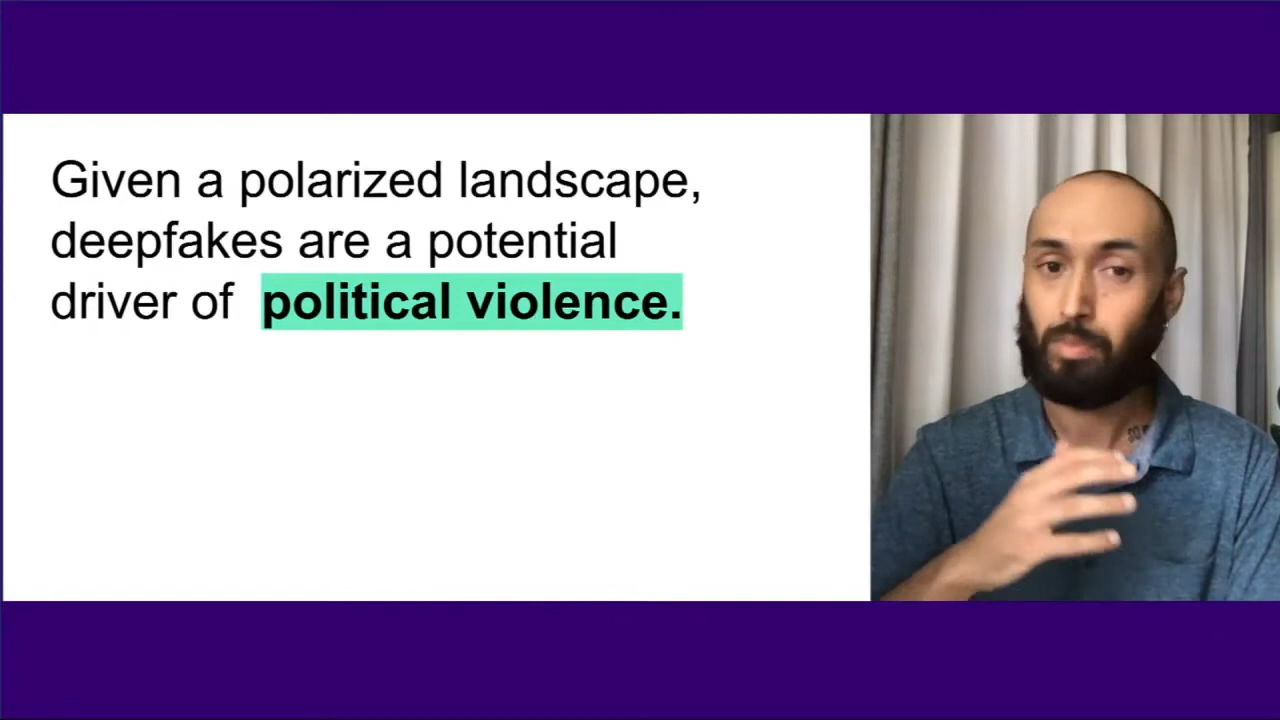 Given a polarized landscape,
deepfakes are a potential
driver of political violence.